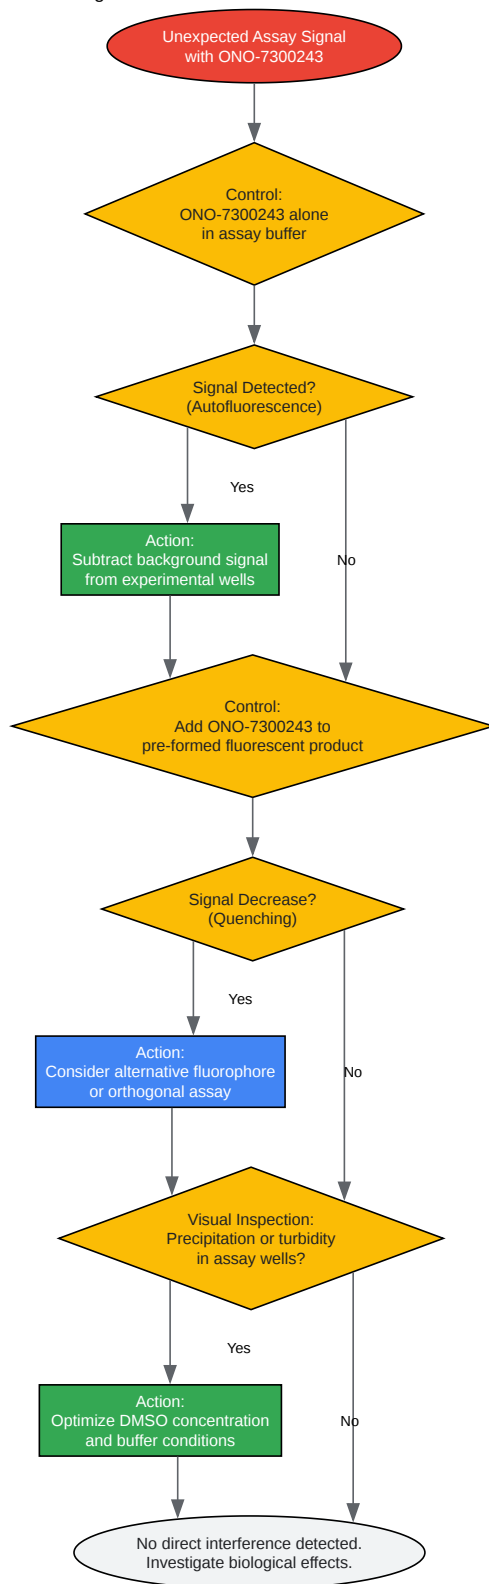 Unexpected Assay Signal
with ONO-7300243
Control:
ONO-7300243 alone
in assay buffer
Signal Detected?
(Autofluorescence)
Yes
Action:
Subtract background signal
from experimental wells
No
Control:
Add ONO-7300243 to
pre-formed fluorescent product
Signal Decrease?
(Quenching)
Yes
Action:
Consider alternative fluorophore
or orthogonal assay
No
Visual Inspection:
Precipitation or turbidity
in assay wells?
Yes
Action:
Optimize DMSO concentration
and buffer conditions
No
No direct interference detected.
Investigate biological effects.